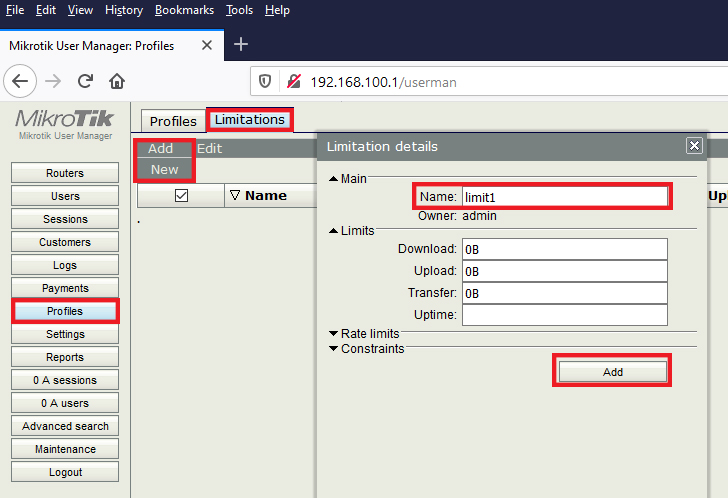 File Edit View History Bookmarks Tools Help
Mikrotik User Manager: Profiles
192.168.100.1/userman
MikroTik
Mikrotik User Manager
Profiles Limitations
Add Edit
New
Name
Up
.
Limitation details
Main
Name: limit1
Owner: admin
Limits
Download: 0B
Upload: 0B
Transfer: 0B
Uptime:
Rate limits
Constraints
Add
Routers
Users
Sessions
Customers
Logs
Payments
Profiles
Settings
Reports
0 A sessions
0 A users
Advanced search
Maintenance
Logout